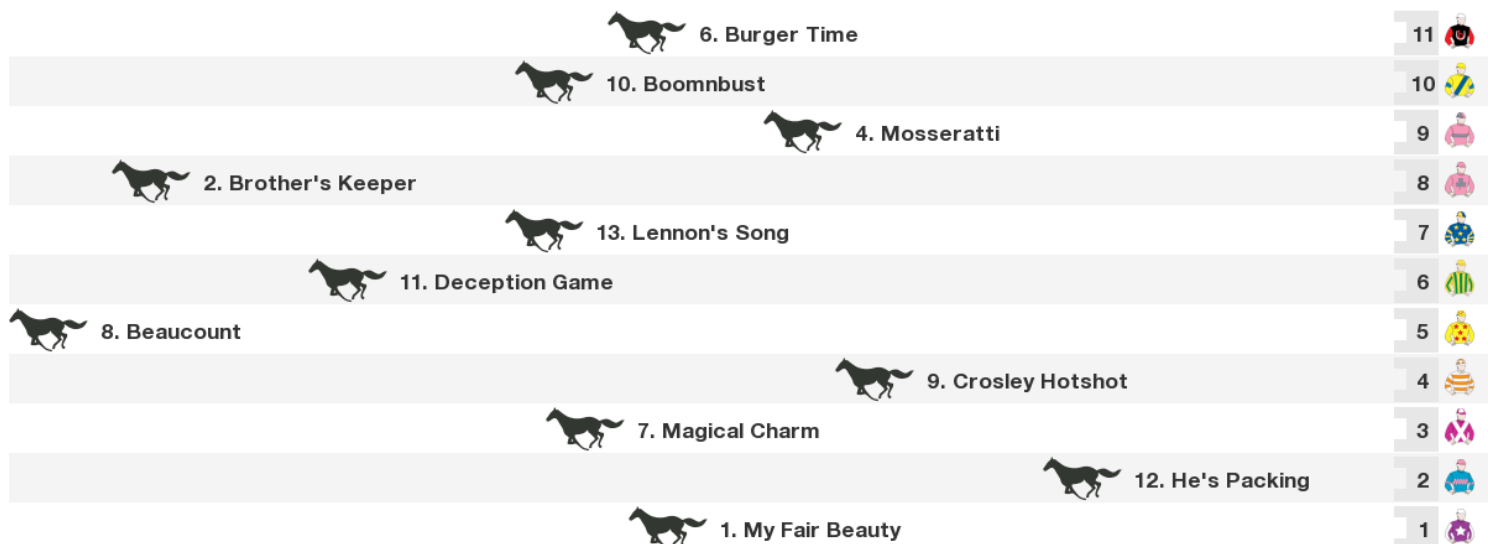 6. Burger Time 11
10. Boomnbust 10
4. Mosseratti 9
2. Brother's Keeper 8
13. Lennon's Song 7
11. Deception Game 6
8. Beaucount 5
9. Crosley Hotshot 4
7. Magical Charm 3
12. He's Packing 2
1. My Fair Beauty 1